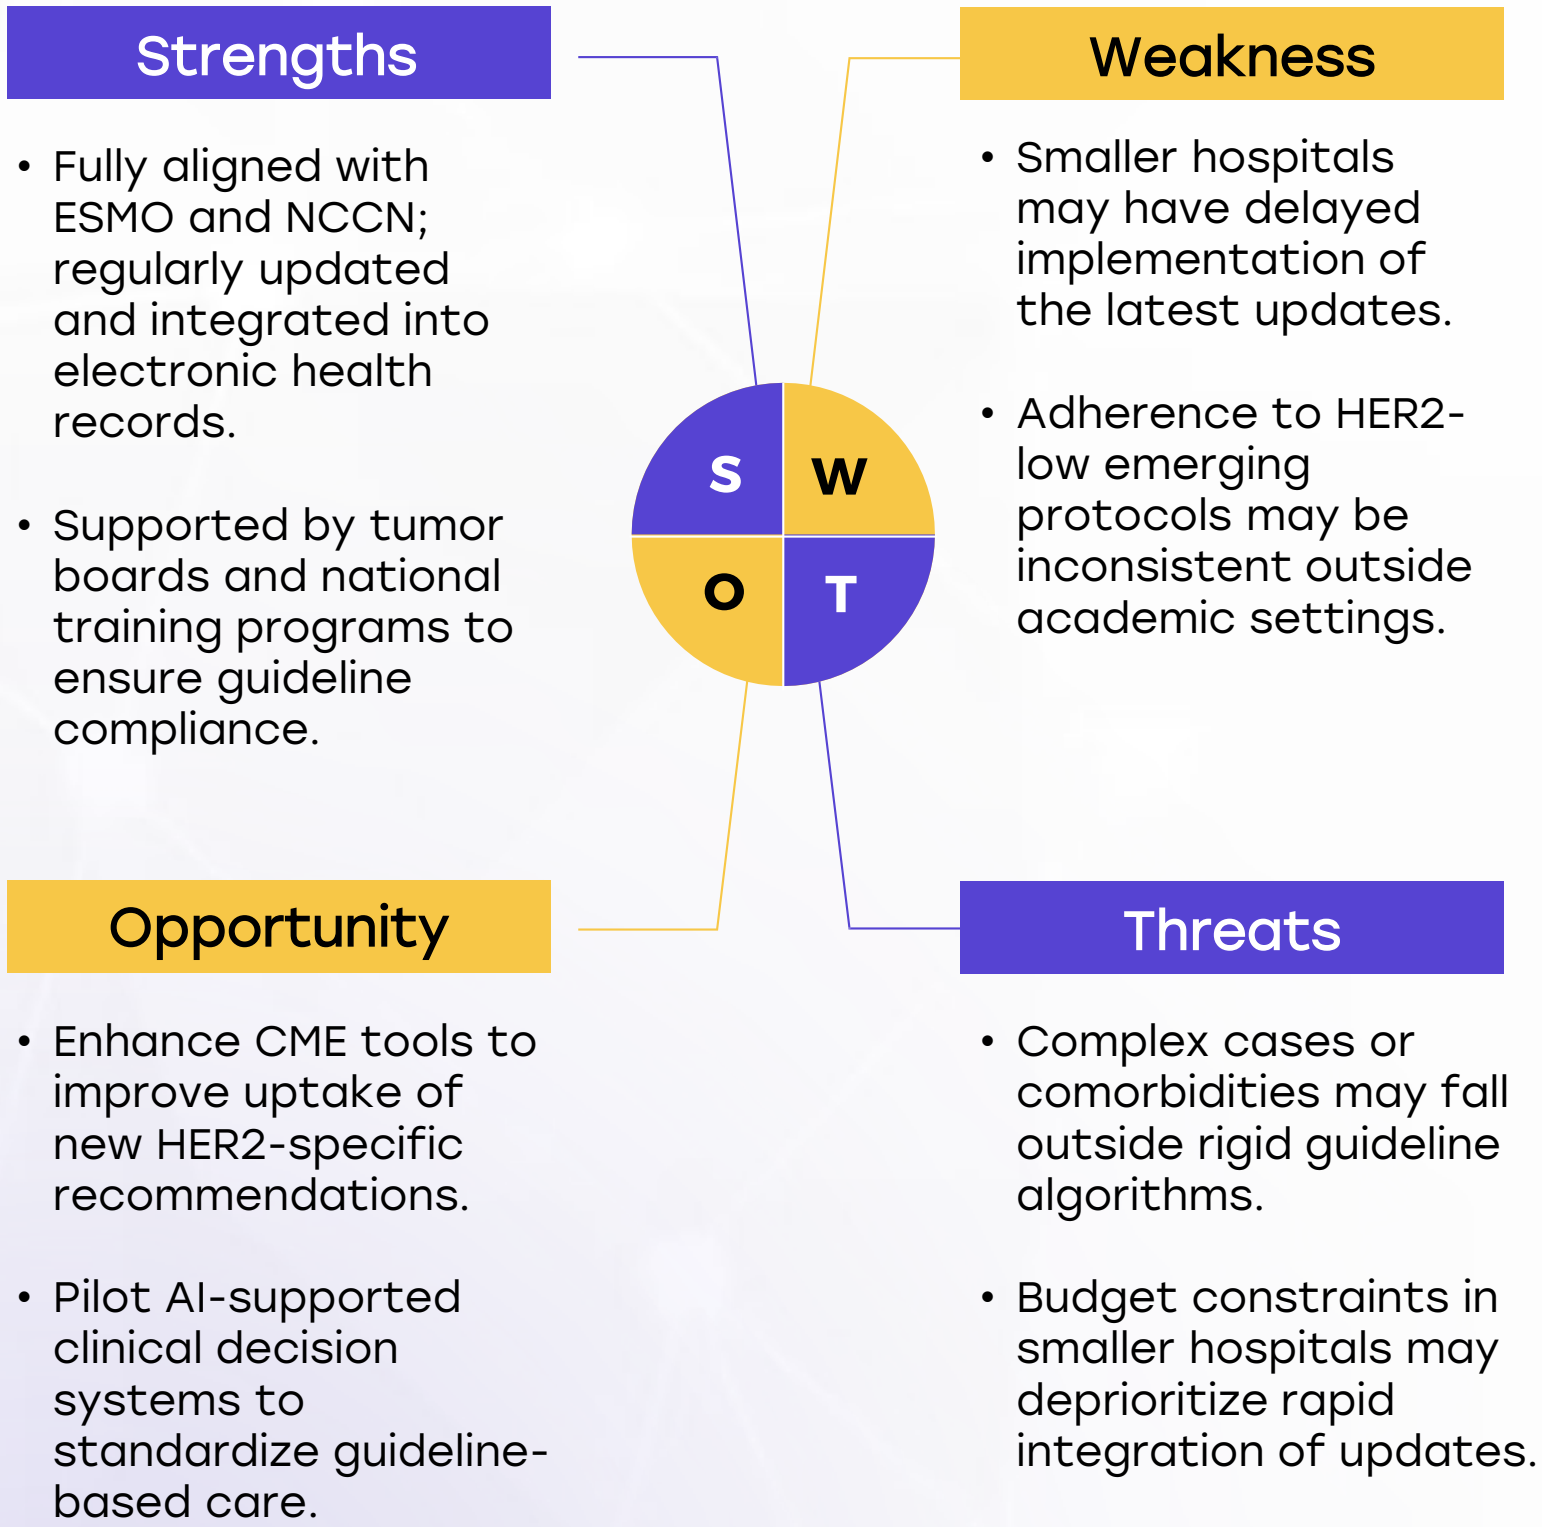 Strengths
• Fully aligned with
ESMO and NCCN;
regularly updated
and integrated into
electronic health
records.
• Supported by tumor
boards and national
training programs to
ensure guideline
compliance.
Weakness
• Smaller hospitals
may have delayed
implementation of
the latest updates.
• Adherence to HER2-
low emerging
protocols may be
inconsistent outside
academic settings.
S
W
O
T
Opportunity
• Enhance CME tools to
improve uptake of
new HER2-specific
recommendations.
• Pilot AI-supported
clinical decision
systems to
standardize guideline-
based care.
Threats
• Complex cases or
comorbidities may fall
outside rigid guideline
algorithms.
• Budget constraints in
smaller hospitals may
deprioritize rapid
integration of updates.